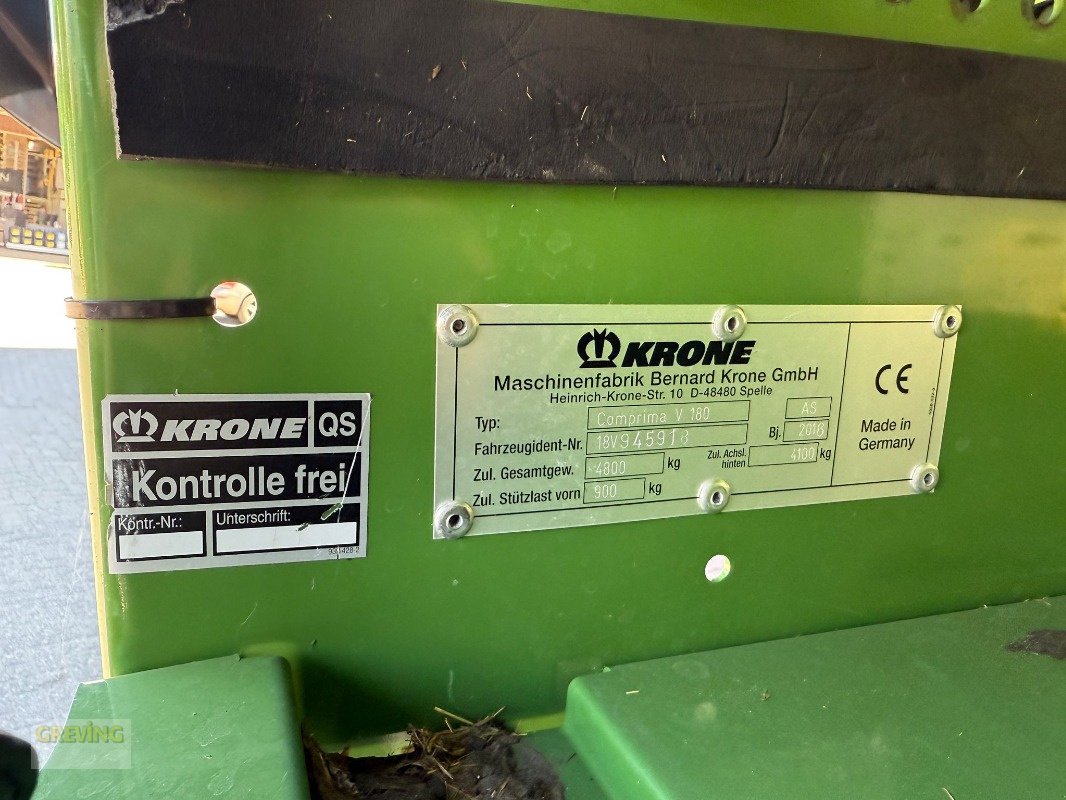 KRONE QS
Kontrolle frei
Kontr.-Nr.: Unterschrift:
KRONE
Maschinenfabrik Bernard Krone GmbH
Heinrich-Krone-Str. 10 D-48480 Spelle
Typ: Comprima V 180 AS
Fahrzeugident-Nr. Bj.
Zul. Gesamtgew. 4800 kg Zul. Achsl. hinten 4100 kg
Zul. Stützlast vorn 900 kg
CE
Made in
Germany
GREVING